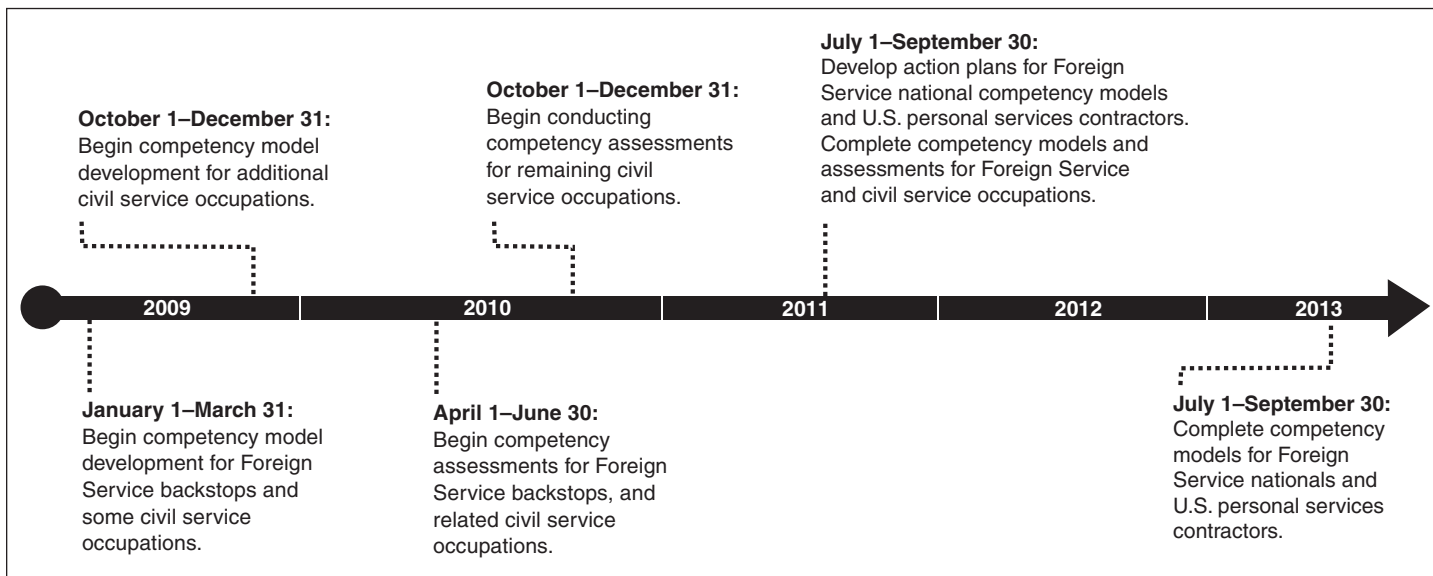 July 1–September 30:
Develop action plans for Foreign
Service national competency models
and U.S. personal services contractors.
Complete competency models and
assessments for Foreign Service
and civil service occupations.
October 1–December 31:
Begin conducting
competency assessments
for remaining civil
service occupations.
October 1–December 31:
Begin competency model
development for additional
civil service occupations.
2009
2010
2011
2012
2013
January 1–March 31:
Begin competency model
development for Foreign
Service backstops and
some civil service
occupations.
April 1–June 30:
Begin competency
assessments for Foreign
Service backstops, and
related civil service
occupations.
July 1–September 30:
Complete competency
models for Foreign
Service nationals and
U.S. personal services
contractors.